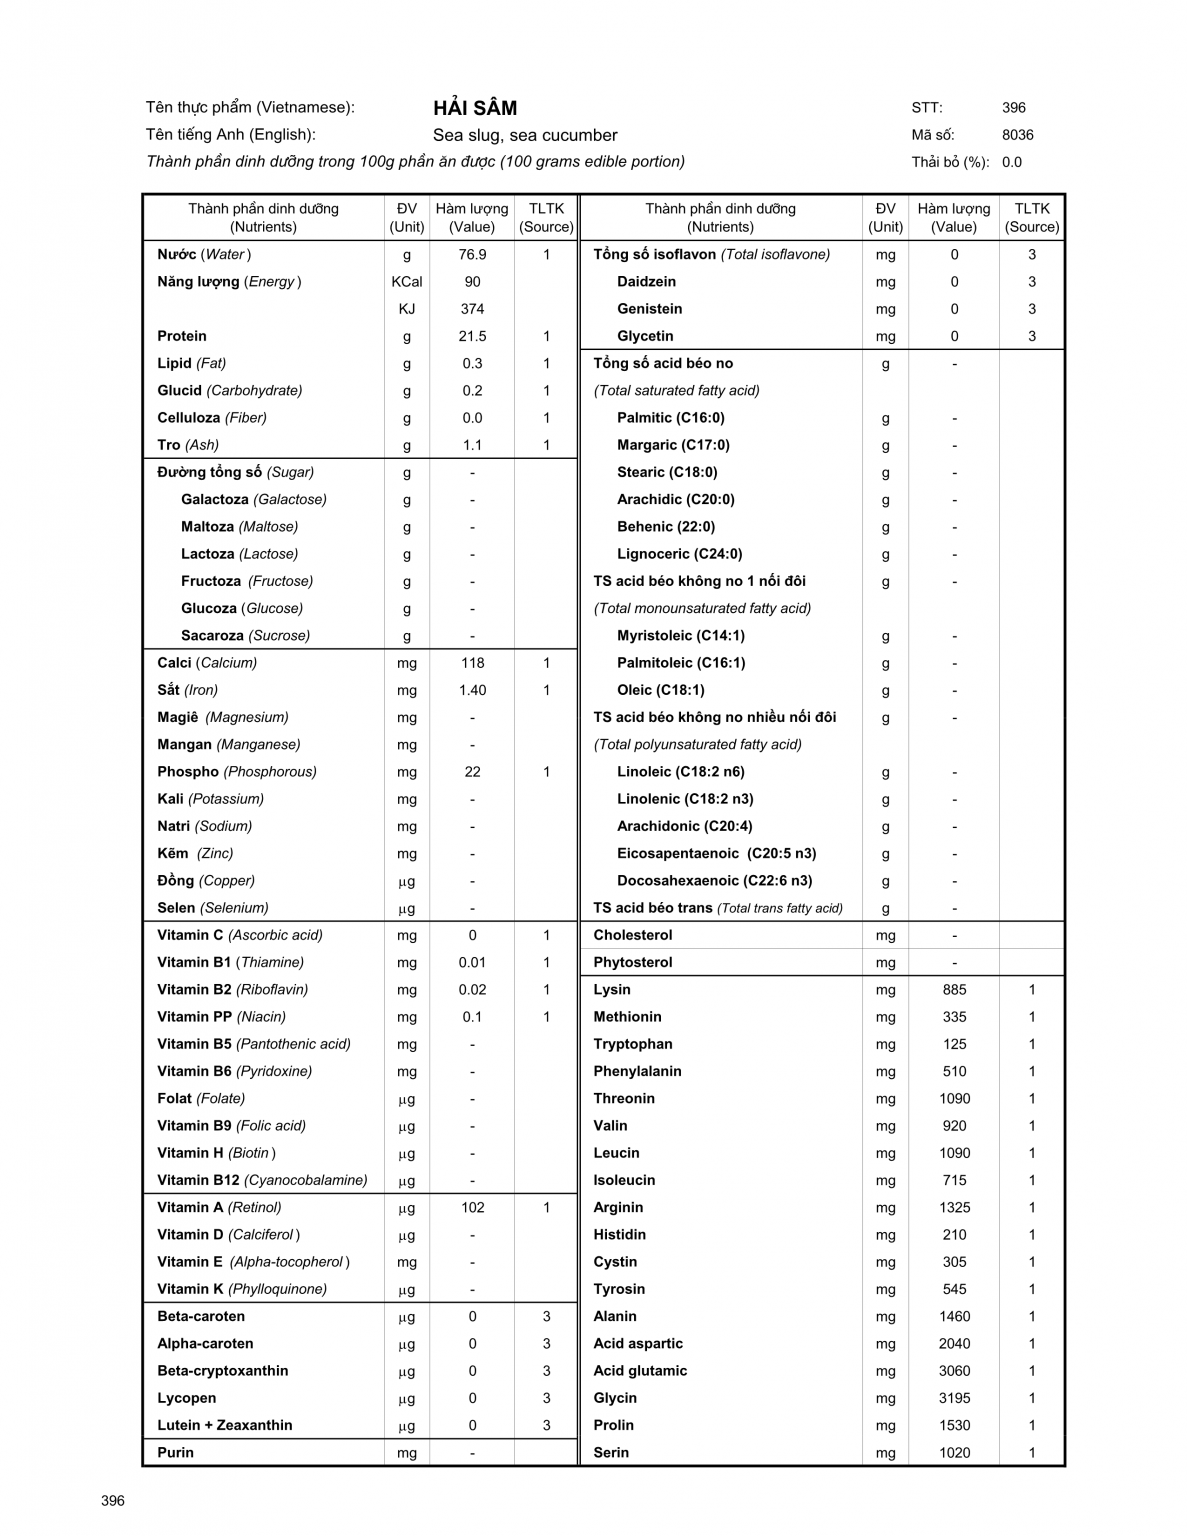 Tên thực phẩm (Vietnamese): HẢI SÂM STT: 396
Tên tiếng Anh (English): Sea slug, sea cucumber Mã số: 8036
Thành phần dinh dưỡng trong 100g phần ăn được (100 grams edible portion) Thải bỏ (%): 0.0
Thành phần dinh dưỡng ĐV Hàm lượng TLTK
(Nutrients) (Unit) (Value) (Source)
Nước (Water) g 76.9 1
Năng lượng (Energy) KCal 90
KJ 374
Protein g 21.5 1
Lipid (Fat) g 0.3 1
Glucid (Carbohydrate) g 0.2 1
Celluloza (Fiber) g 0.0 1
Tro (Ash) g 1.1 1
Đường tổng số (Sugar) g -
Galactoza (Galactose) g -
Maltoza (Maltose) g -
Lactoza (Lactose) g -
Fructoza (Fructose) g -
Glucoza (Glucose) g -
Sacaroza (Sucrose) g -
Calci (Calcium) mg 118 1
Sắt (Iron) mg 1.40 1
Magiê (Magnesium) mg -
Mangan (Manganese) mg -
Phospho (Phosphorous) mg 22 1
Kali (Potassium) mg -
Natri (Sodium) mg -
Kẽm (Zinc) mg -
Đồng (Copper) μg -
Selen (Selenium) μg -
Vitamin C (Ascorbic acid) mg 0 1
Vitamin B1 (Thiamine) mg 0.01 1
Vitamin B2 (Riboflavin) mg 0.02 1
Vitamin PP (Niacin) mg 0.1 1
Vitamin B5 (Pantothenic acid) mg -
Vitamin B6 (Pyridoxine) mg -
Folat (Folate) μg -
Vitamin B9 (Folic acid) μg -
Vitamin H (Biotin) μg -
Vitamin B12 (Cyanocobalamine) μg -
Vitamin A (Retinol) μg 102 1
Vitamin D (Calciferol) μg -
Vitamin E (Alpha-tocopherol) mg -
Vitamin K (Phylloquinone) μg -
Beta-caroten μg 0 3
Alpha-caroten μg 0 3
Beta-cryptoxanthin μg 0 3
Lycopen μg 0 3
Lutein + Zeaxanthin μg 0 3
Purin mg -
Thành phần dinh dưỡng ĐV Hàm lượng TLTK
(Nutrients) (Unit) (Value) (Source)
Tổng số isoflavon (Total isoflavone) mg 0 3
Daidzein mg 0 3
Genistein mg 0 3
Glycetin mg 0 3
Tổng số acid béo no g -
(Total saturated fatty acid)
Palmitic (C16:0) g -
Margaric (C17:0) g -
Stearic (C18:0) g -
Arachidic (C20:0) g -
Behenic (22:0) g -
Lignoceric (C24:0) g -
TS acid béo không no 1 nối đôi g -
(Total monounsaturated fatty acid)
Myristoleic (C14:1) g -
Palmitoleic (C16:1) g -
Oleic (C18:1) g -
TS acid béo không no nhiều nối đôi g -
(Total polyunsaturated fatty acid)
Linoleic (C18:2 n6) g -
Linolenic (C18:2 n3) g -
Arachidonic (C20:4) g -
Eicosapentaenoic (C20:5 n3) g -
Docosahexaenoic (C22:6 n3) g -
TS acid béo trans (Total trans fatty acid) g -
Cholesterol mg -
Phytosterol mg -
Lysin mg 885 1
Methionin mg 335 1
Tryptophan mg 125 1
Phenylalanin mg 510 1
Threonin mg 1090 1
Valin mg 920 1
Leucin mg 1090 1
Isoleucin mg 715 1
Arginin mg 1325 1
Histidin mg 210 1
Cystin mg 305 1
Tyrosin mg 545 1
Alanin mg 1460 1
Acid aspartic mg 2040 1
Acid glutamic mg 3060 1
Glycin mg 3195 1
Prolin mg 1530 1
Serin mg 1020 1
396